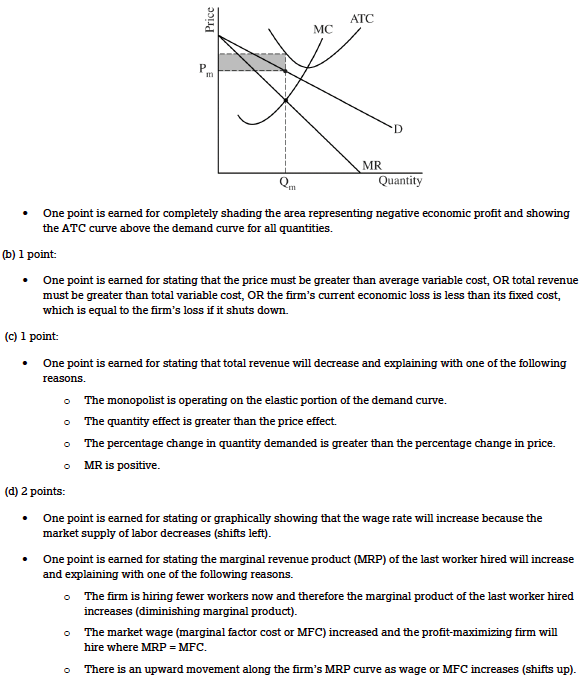 Price
ATC
MC
Pm
D
MR
Qm
Quantity
• One point is earned for completely shading the area representing negative economic profit and showing
the ATC curve above the demand curve for all quantities.
(b) 1 point:
• One point is earned for stating that the price must be greater than average variable cost, OR total revenue
must be greater than total variable cost, OR the firm's current economic loss is less than its fixed cost,
which is equal to the firm's loss if it shuts down.
(c) 1 point:
• One point is earned for stating that total revenue will decrease and explaining with one of the following
reasons.
o The monopolist is operating on the elastic portion of the demand curve.
o The quantity effect is greater than the price effect.
o The percentage change in quantity demanded is greater than the percentage change in price.
o MR is positive.
(d) 2 points:
• One point is earned for stating or graphically showing that the wage rate will increase because the
market supply of labor decreases (shifts left).
• One point is earned for stating the marginal revenue product (MRP) of the last worker hired will increase
and explaining with one of the following reasons.
o The firm is hiring fewer workers now and therefore the marginal product of the last worker hired
increases (diminishing marginal product).
o The market wage (marginal factor cost or MFC) increased and the profit-maximizing firm will
hire where MRP = MFC.
o There is an upward movement along the firm's MRP curve as wage or MFC increases (shifts up).